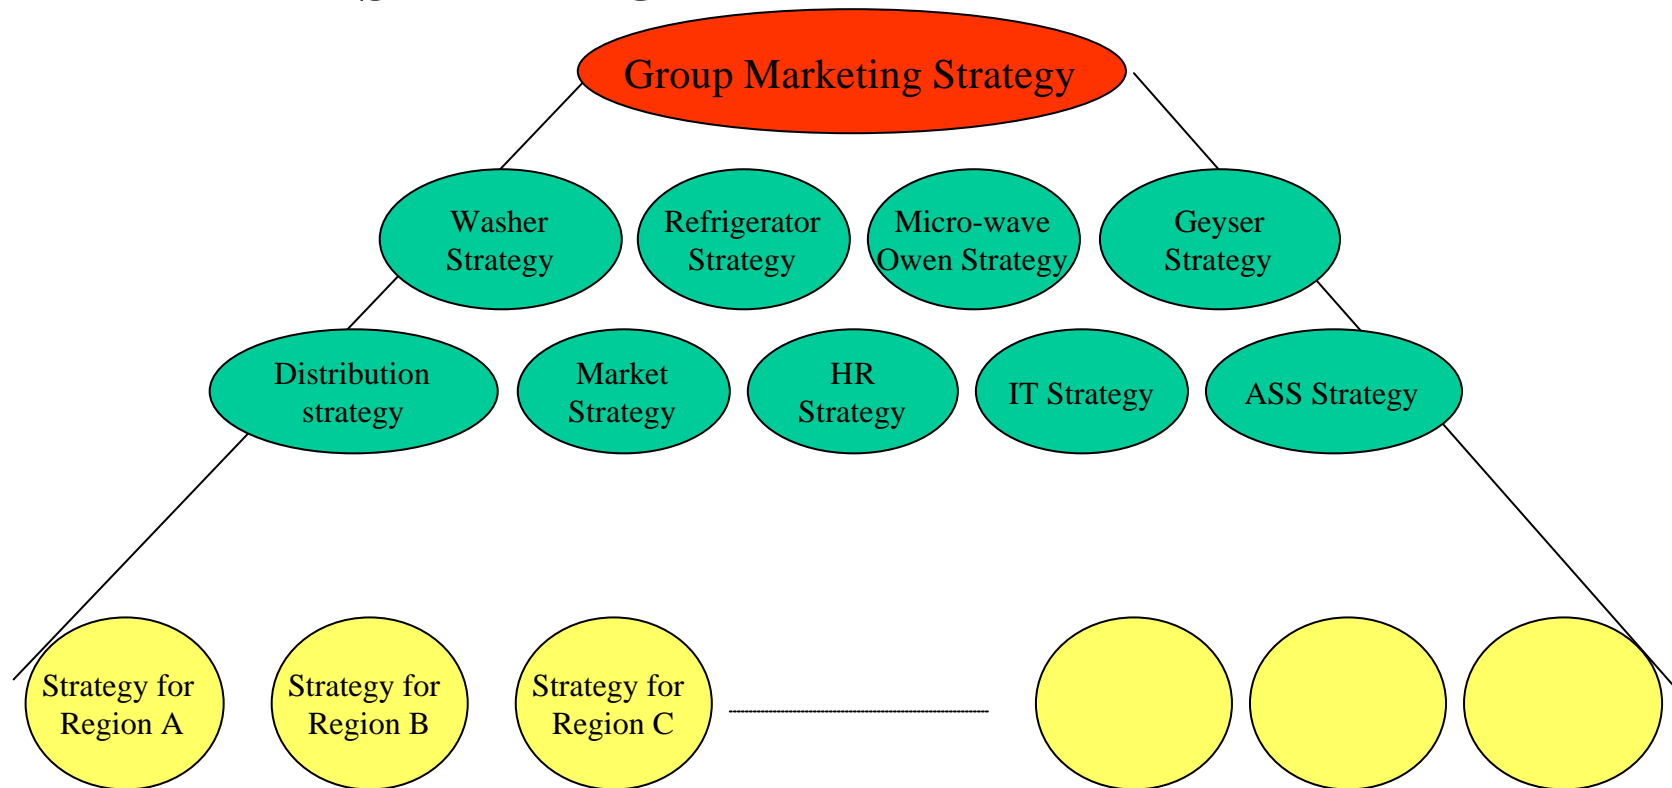 Group Marketing Strategy
Washer
Strategy
Refrigerator
Strategy
Micro-wave
Owen Strategy
Geyser
Strategy
Distribution
strategy
Market
Strategy
HR
Strategy
IT Strategy
ASS Strategy
Strategy for
Region A
Strategy for
Region B
Strategy for
Region C